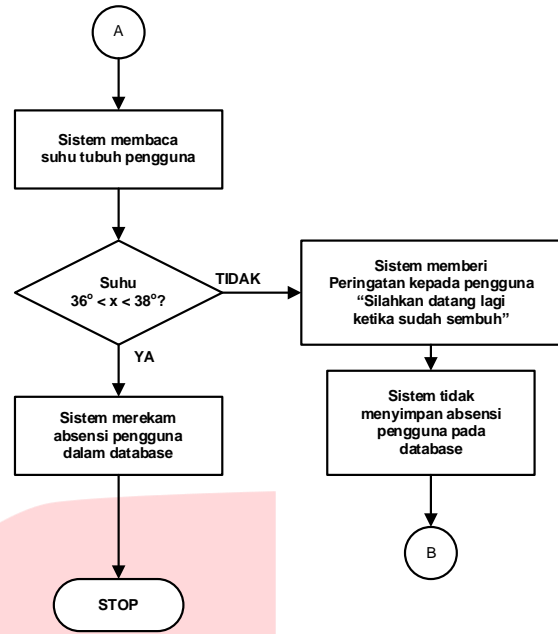 A
Sistem membaca
suhu tubuh pengguna
Suhu
36° < x < 38°?
TIDAK
YA
Sistem memberi
Peringatan kepada pengguna
“Silahkan datang lagi
ketika sudah sembuh”
Sistem merekam
absensi pengguna
dalam database
Sistem tidak
menyimpan absensi
pengguna pada
database
B
STOP